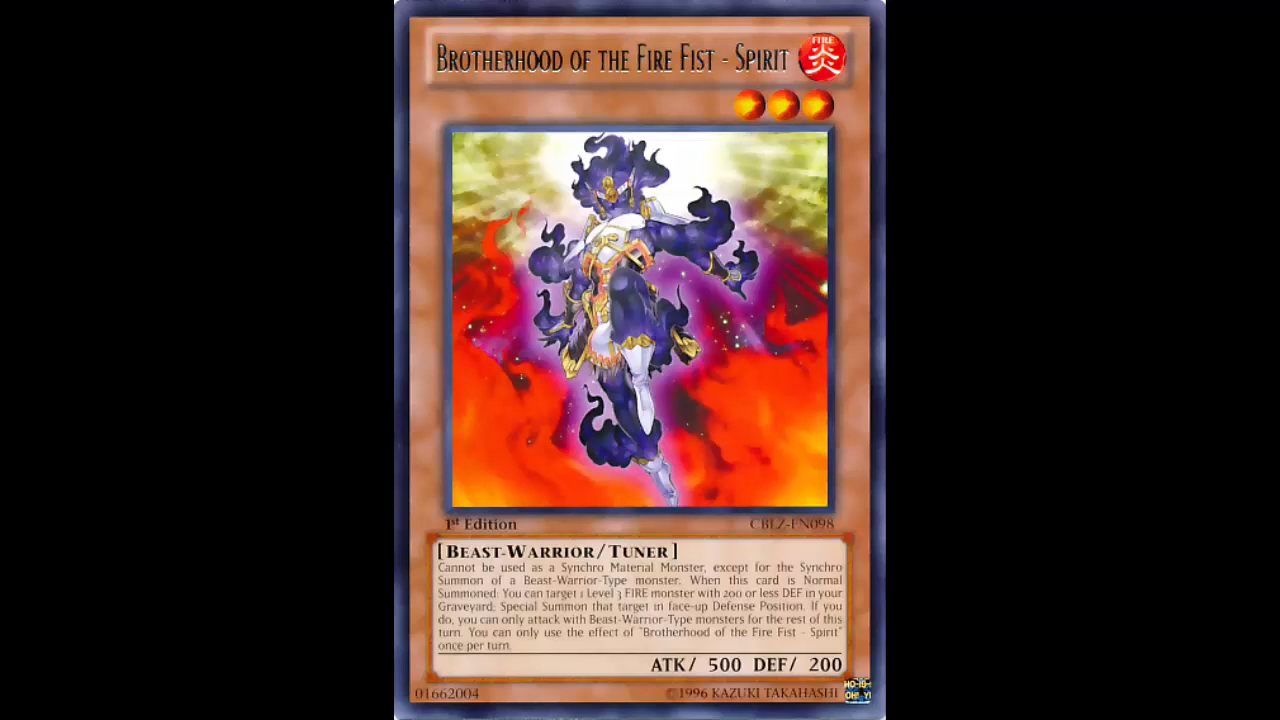 BROTHERHOOD OF THE FIRE FIST - SPIRIT
FIRE
炎
1st Edition
CBLZ-EN098
[BEAST-WARRIOR/TUNER]
Cannot be used as a Synchro Material Monster, except for the Synchro
Summon of a Beast-Warrior-Type monster. When this card is Normal
Summoned: You can target 1 Level 3 FIRE monster with 200 or less DEF in your
Graveyard; Special Summon that target in face-up Defense Position. If you
do, you can only attack with Beast-Warrior-Type monsters for the rest of this
turn. You can only use the effect of "Brotherhood of the Fire Fist - Spirit"
once per turn.
ATK/ 500 DEF/ 200
01662004
©1996 KAZUKI TAKAHASHI